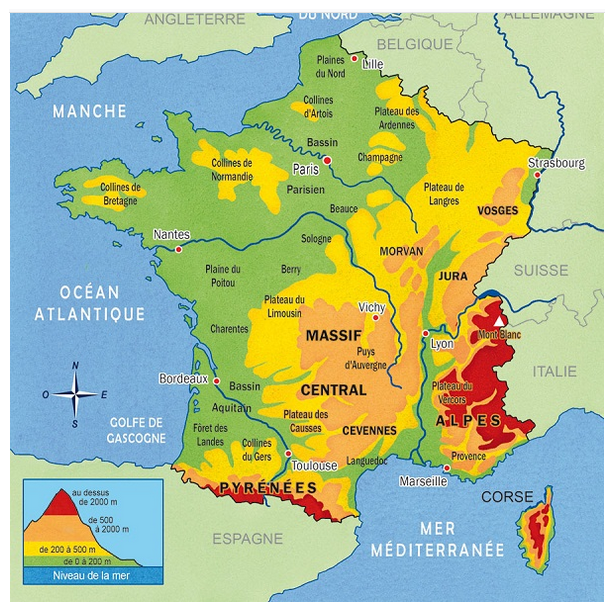 DU NORD
ANGLETERRE
ALLEMAGNE
BELGIQUE
Plaines
du Nord
Lille
MANCHE
Collines
d'Artois
Plateau des
Ardennes
Bassin
Paris
Champagne
Strasbourg
Collines de
Normandie
Parisien
Collines de
Bretagne
Plateau de
Langres
VOSGES
Beauce
Nantes
Sologne
MORVAN
Plaine du
Poitou
Berry
JURA
SUISSE
OCÉAN
ATLANTIQUE
Plateau du
Limousin
Vichy
Charentes
MASSIF
Mont Blanc
Lyon
Puys
d'Auvergne
ITALIE
N
O
E
S
Bordeaux
Bassin
CENTRAL
Plateau du
Vercors
Aquitain
Plateau des
Causses
ALPES
GOLFE DE
GASCOGNE
Fôret des
Landes
CEVENNES
Collines
du Gers
Toulouse
Languedoc
Provence
Marseille
PYRÉNÉES
CORSE
au dessus
de 2000 m
de 500
à 2000 m
de 200 à 500 m
de 0 à 200 m
Niveau de la mer
ESPAGNE
MER
MÉDITERRANÉE